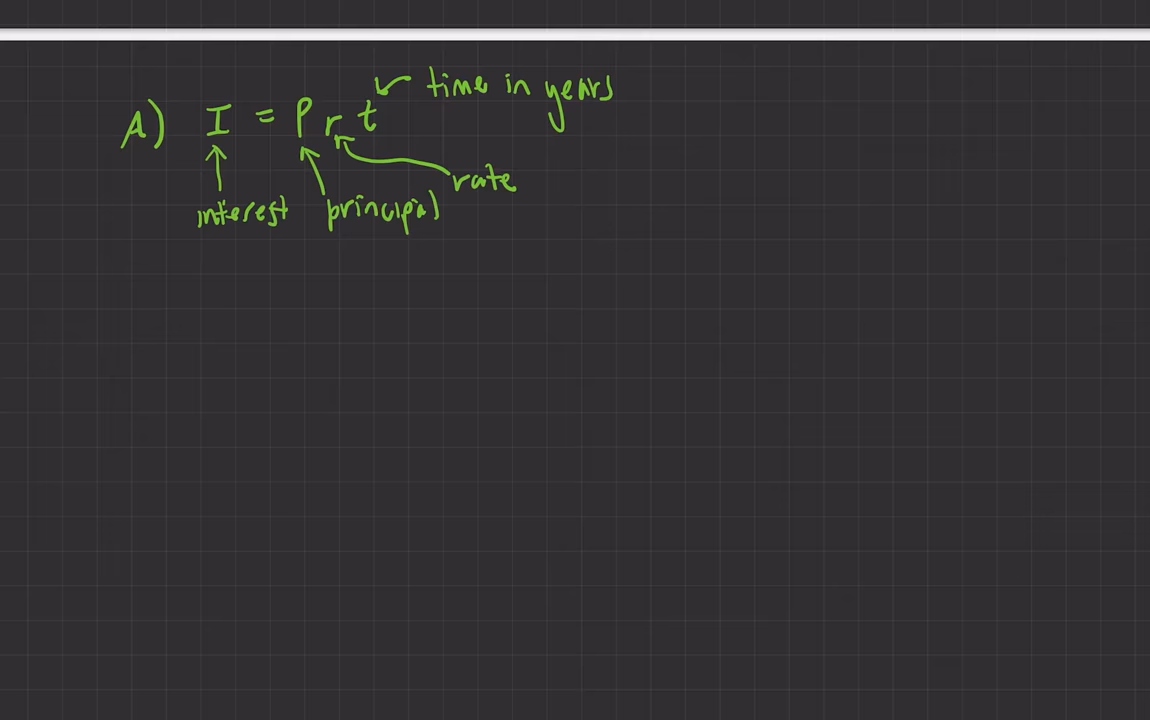 time in years
A) I = P r t
rate
interest principal